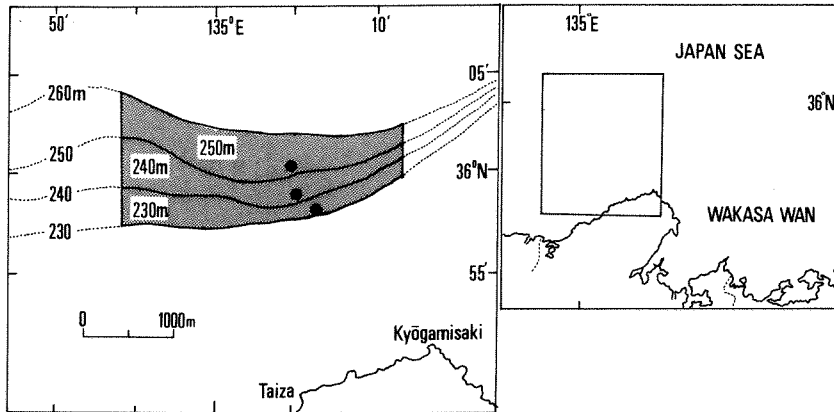 50'
135°E
10'
05'
260m
250m
250
240m
36°N
240
230m
230
55'
0
1000m
Kyōgamisaki
Taiza
135°E
JAPAN SEA
36°N
WAKASA WAN